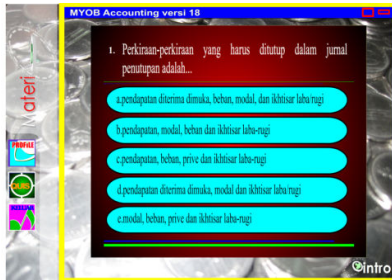 MYOB Accounting versi 18
1. Perkiraan-perkiraan yang harus ditutup dalam jurnal
penutupan adalah...
a.pendapatan diterima dimuka, beban, modal, dan ikhtisar laba/rugi
b.pendapatan, modal, beban dan ikhtisar laba-rugi
c.pendapatan, beban, prive dan ikhtisar laba-rugi
d.pendapatan diterima dimuka, modal dan ikhtisar laba/rugi
e.modal, beban, prive dan ikhtisar laba-rugi
ateri
PROFILE
QUIS
intro